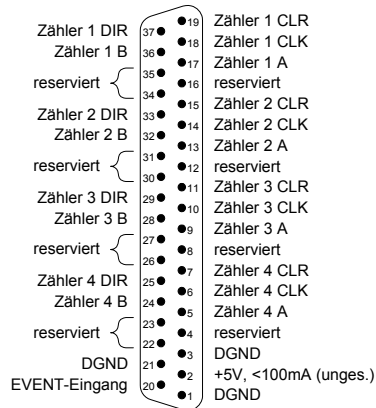 19 Zähler 1 CLR
Zähler 1 DIR 37
18 Zähler 1 CLK
Zähler 1 B 36
17 Zähler 1 A
reserviert 35
34
16 reserviert
15 Zähler 2 CLR
Zähler 2 DIR 33
14 Zähler 2 CLK
Zähler 2 B 32
13 Zähler 2 A
reserviert 31
30
12 reserviert
11 Zähler 3 CLR
Zähler 3 DIR 29
10 Zähler 3 CLK
Zähler 3 B 28
9 Zähler 3 A
reserviert 27
26
8 reserviert
7 Zähler 4 CLR
Zähler 4 DIR 25
6 Zähler 4 CLK
Zähler 4 B 24
5 Zähler 4 A
reserviert 23
22
4 reserviert
3 DGND
DGND 21
2 +5V, <100mA (unges.)
EVENT-Eingang 20
1 DGND